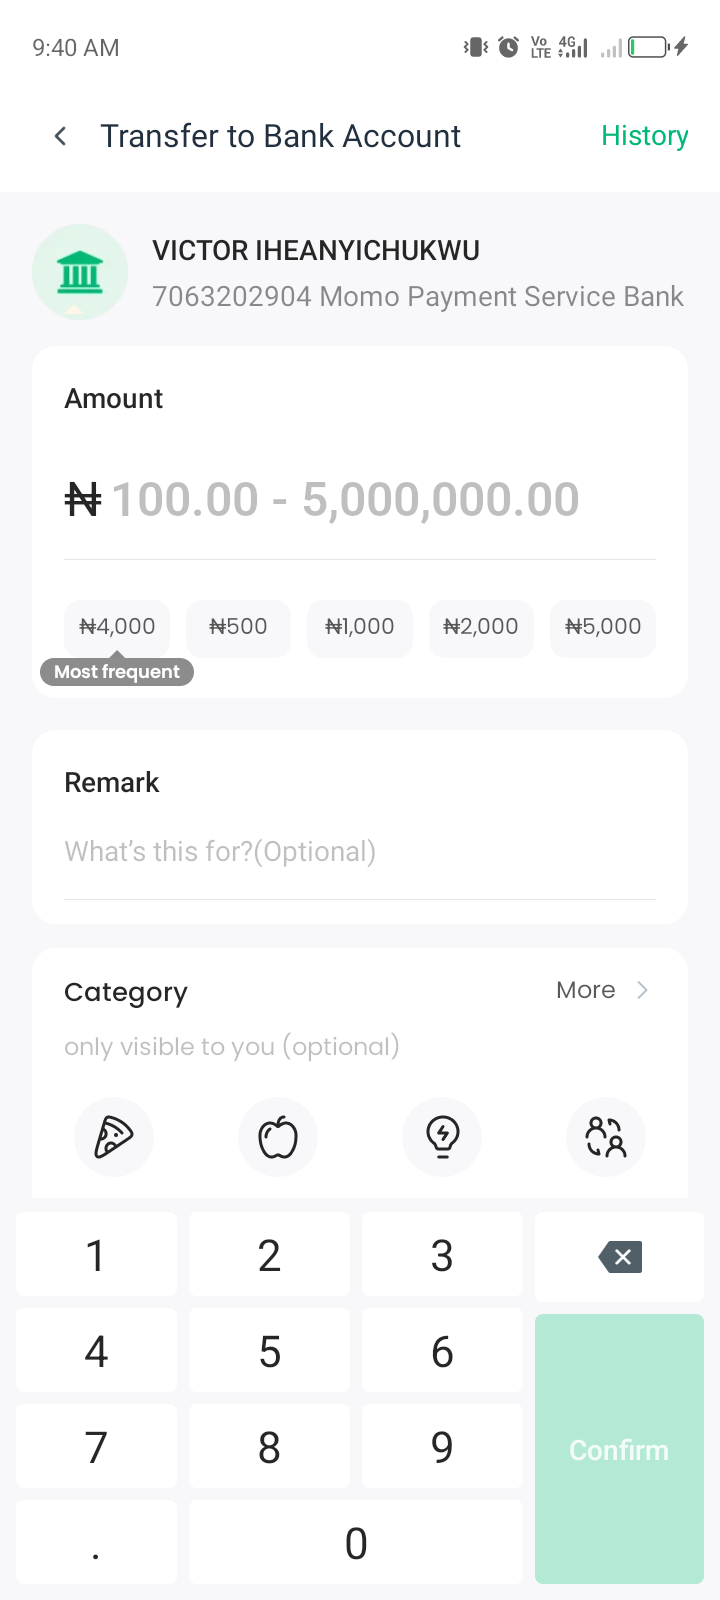 9:40 AM
Vo LTE 4G
Transfer to Bank Account
History
VICTOR IHEANYICHUKWU
7063202904 Momo Payment Service Bank
Amount
₦ 100.00 - 5,000,000.00
₦4,000 ₦500 ₦1,000 ₦2,000 ₦5,000
Most frequent
Remark
What’s this for?(Optional)
Category
More
only visible to you (optional)
1 2 3
4 5 6
7 8 9
Confirm
. 0